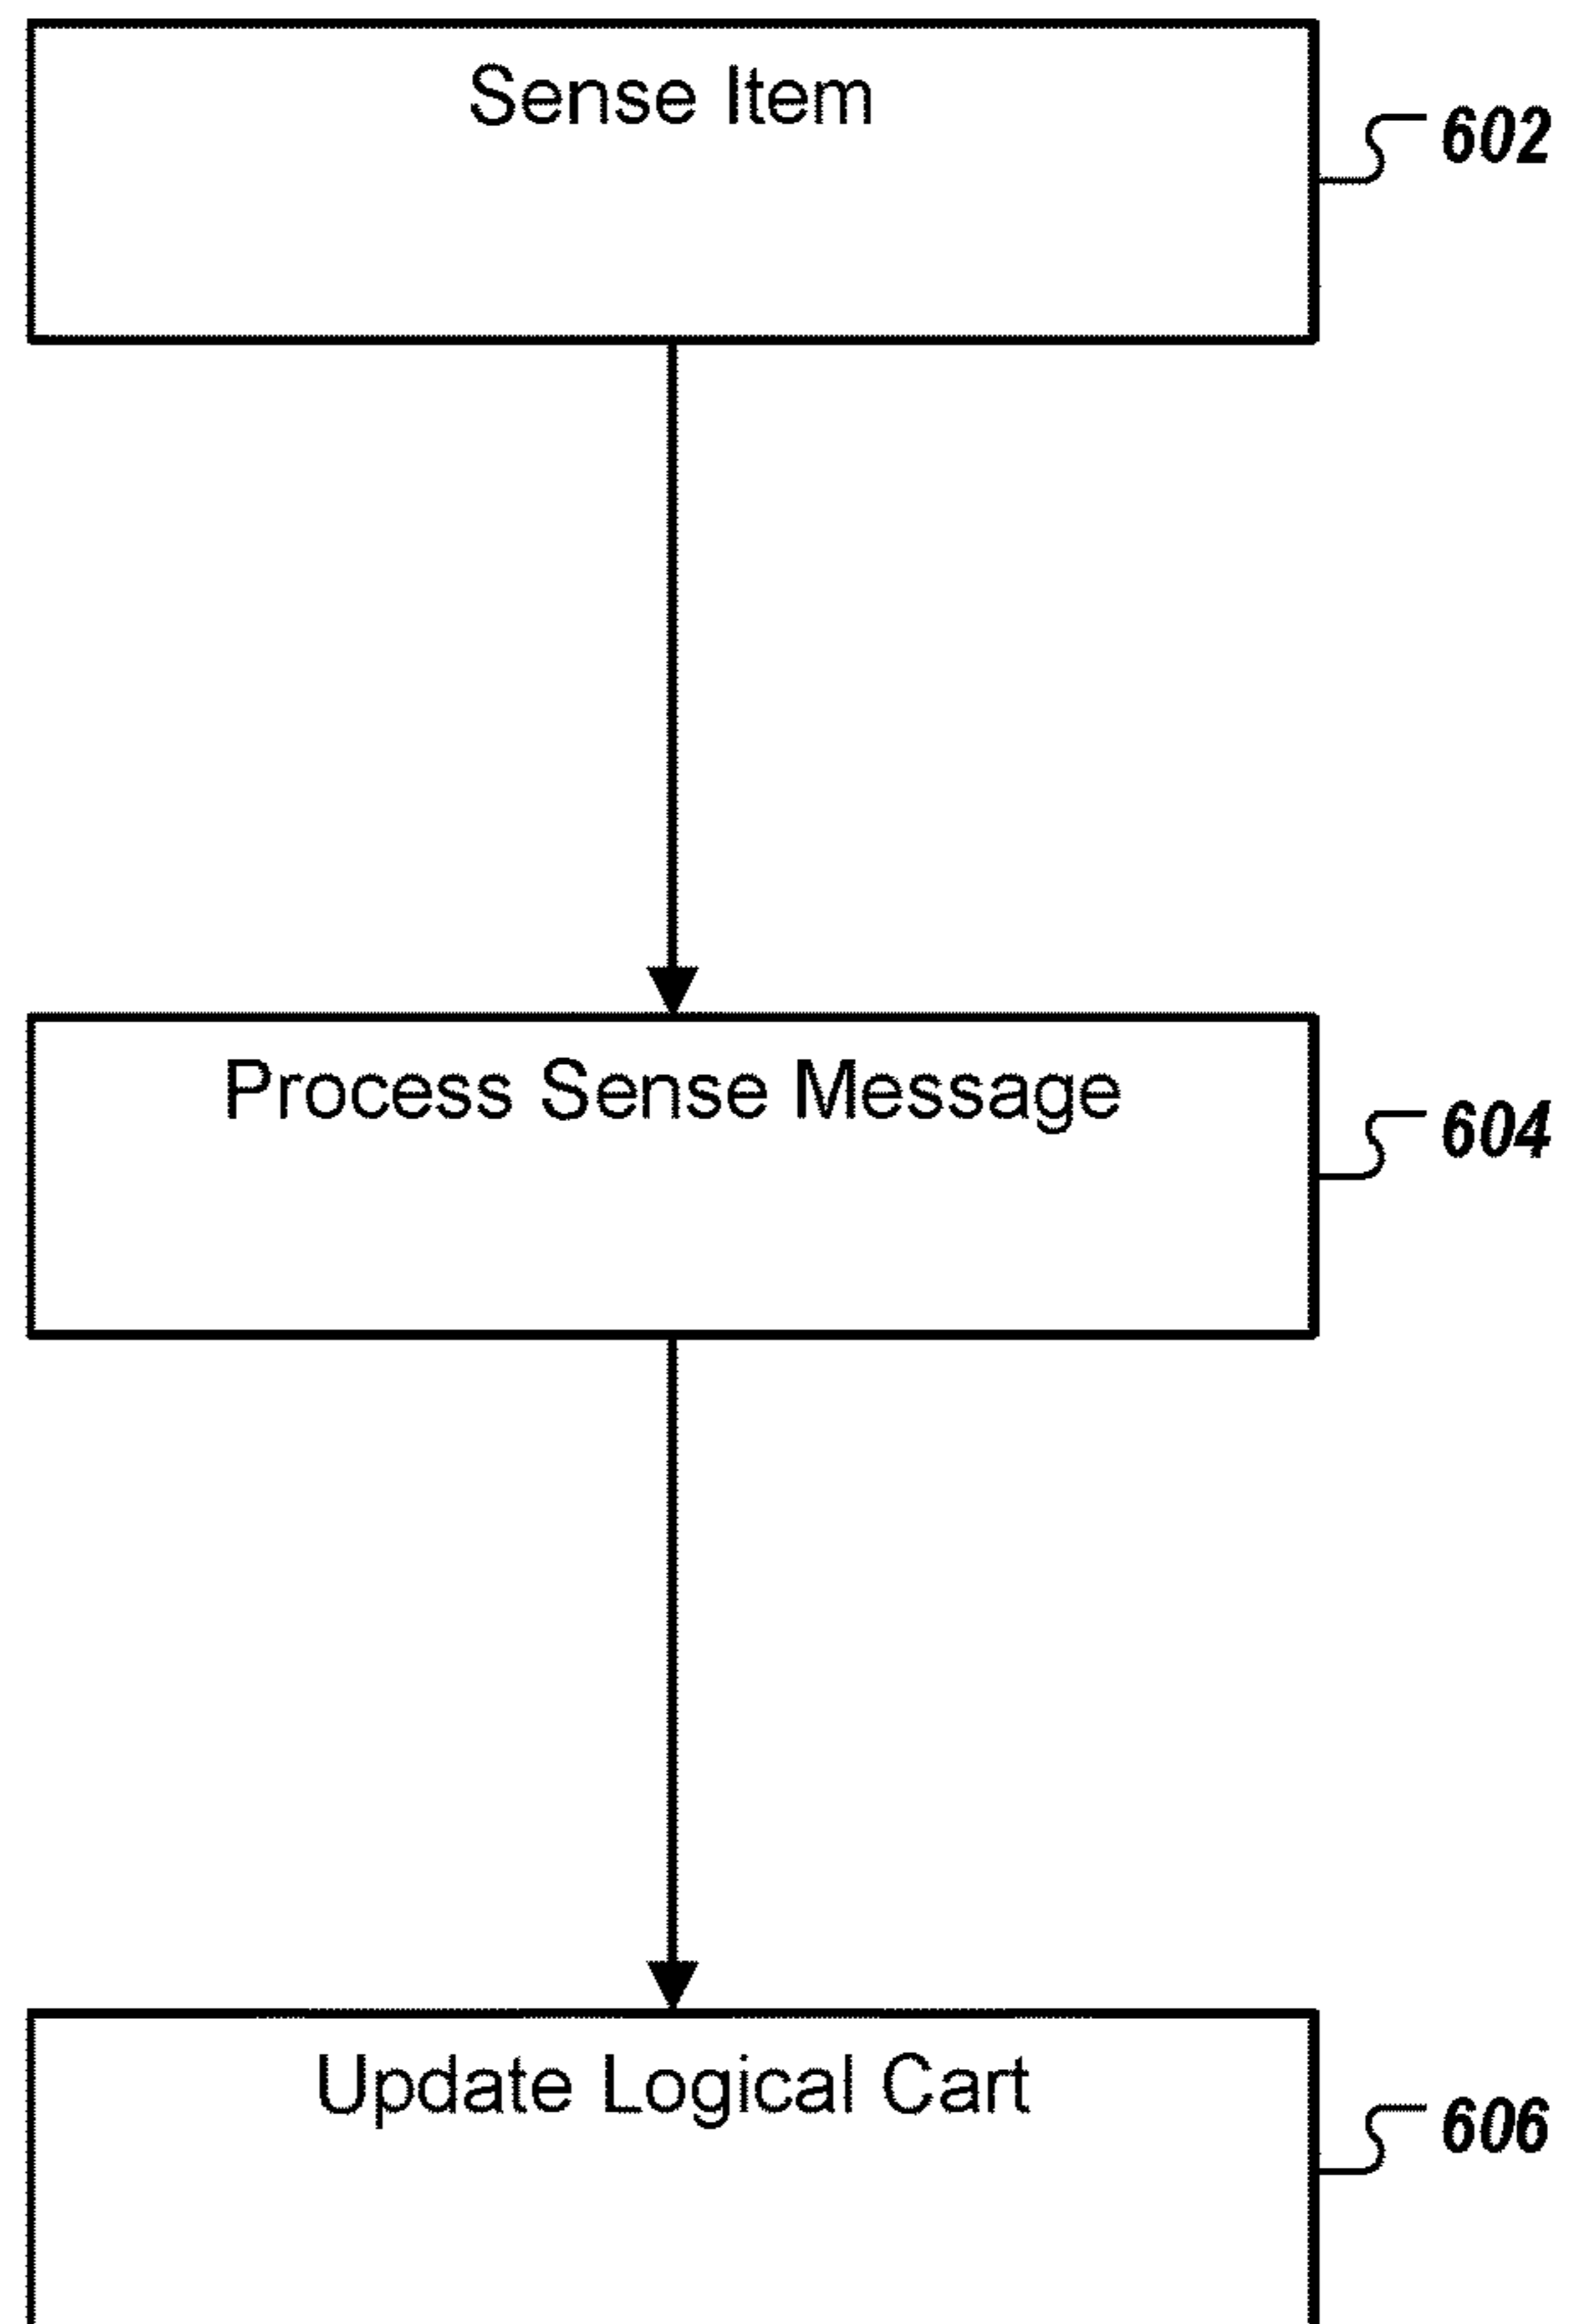 Sense Item
602
Process Sense Message
604
Update Logical Cart
606